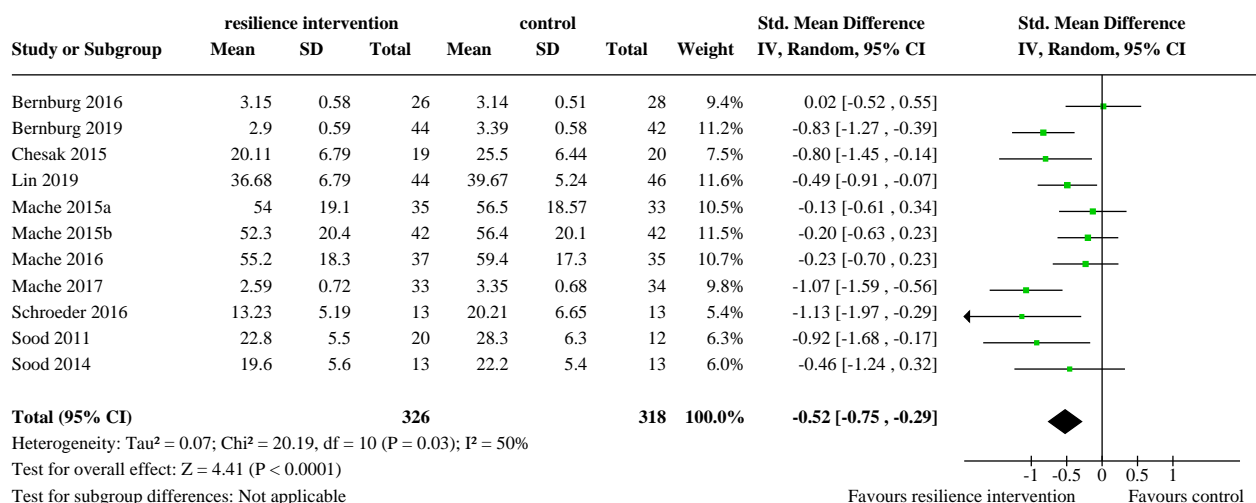 resilience intervention control Std. Mean Difference Std. Mean Difference
Study or Subgroup Mean SD Total Mean SD Total Weight IV, Random, 95% CI IV, Random, 95% CI
Bernburg 2016 3.15 0.58 26 3.14 0.51 28 9.4% 0.02 [-0.52 , 0.55]
Bernburg 2019 2.9 0.59 44 3.39 0.58 42 11.2% -0.83 [-1.27 , -0.39]
Chesak 2015 20.11 6.79 19 25.5 6.44 20 7.5% -0.80 [-1.45 , -0.14]
Lin 2019 36.68 6.79 44 39.67 5.24 46 11.6% -0.49 [-0.91 , -0.07]
Mache 2015a 54 19.1 35 56.5 18.57 33 10.5% -0.13 [-0.61 , 0.34]
Mache 2015b 52.3 20.4 42 56.4 20.1 42 11.5% -0.20 [-0.63 , 0.23]
Mache 2016 55.2 18.3 37 59.4 17.3 35 10.7% -0.23 [-0.70 , 0.23]
Mache 2017 2.59 0.72 33 3.35 0.68 34 9.8% -1.07 [-1.59 , -0.56]
Schroeder 2016 13.23 5.19 13 20.21 6.65 13 5.4% -1.13 [-1.97 , -0.29]
Sood 2011 22.8 5.5 20 28.3 6.3 12 6.3% -0.92 [-1.68 , -0.17]
Sood 2014 19.6 5.6 13 22.2 5.4 13 6.0% -0.46 [-1.24 , 0.32]
Total (95% CI) 326 318 100.0% -0.52 [-0.75 , -0.29]
Heterogeneity: Tau² = 0.07; Chi² = 20.19, df = 10 (P = 0.03); I² = 50%
Test for overall effect: Z = 4.41 (P < 0.0001)
-1 -0.5 0 0.5 1
Test for subgroup differences: Not applicable Favours resilience intervention Favours control